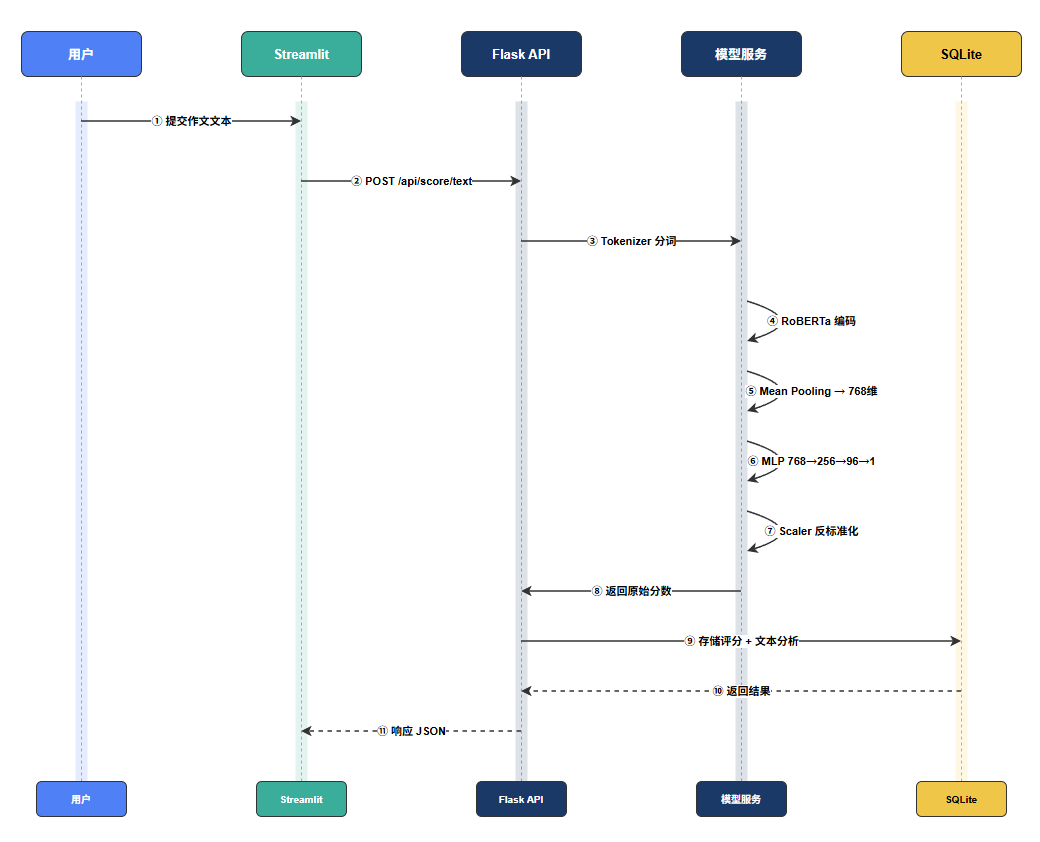 用户
Streamlit
Flask API
模型服务
SQLite
① 提交作文文本
② POST /api/score/text
③ Tokenizer 分词
④ RoBERTa 编码
⑤ Mean Pooling → 768维
⑥ MLP 768→256→96→1
⑦ Scaler 反标准化
⑧ 返回原始分数
⑨ 存储评分 + 文本分析
⑩ 返回结果
⑪ 响应 JSON
用户
Streamlit
Flask API
模型服务
SQLite